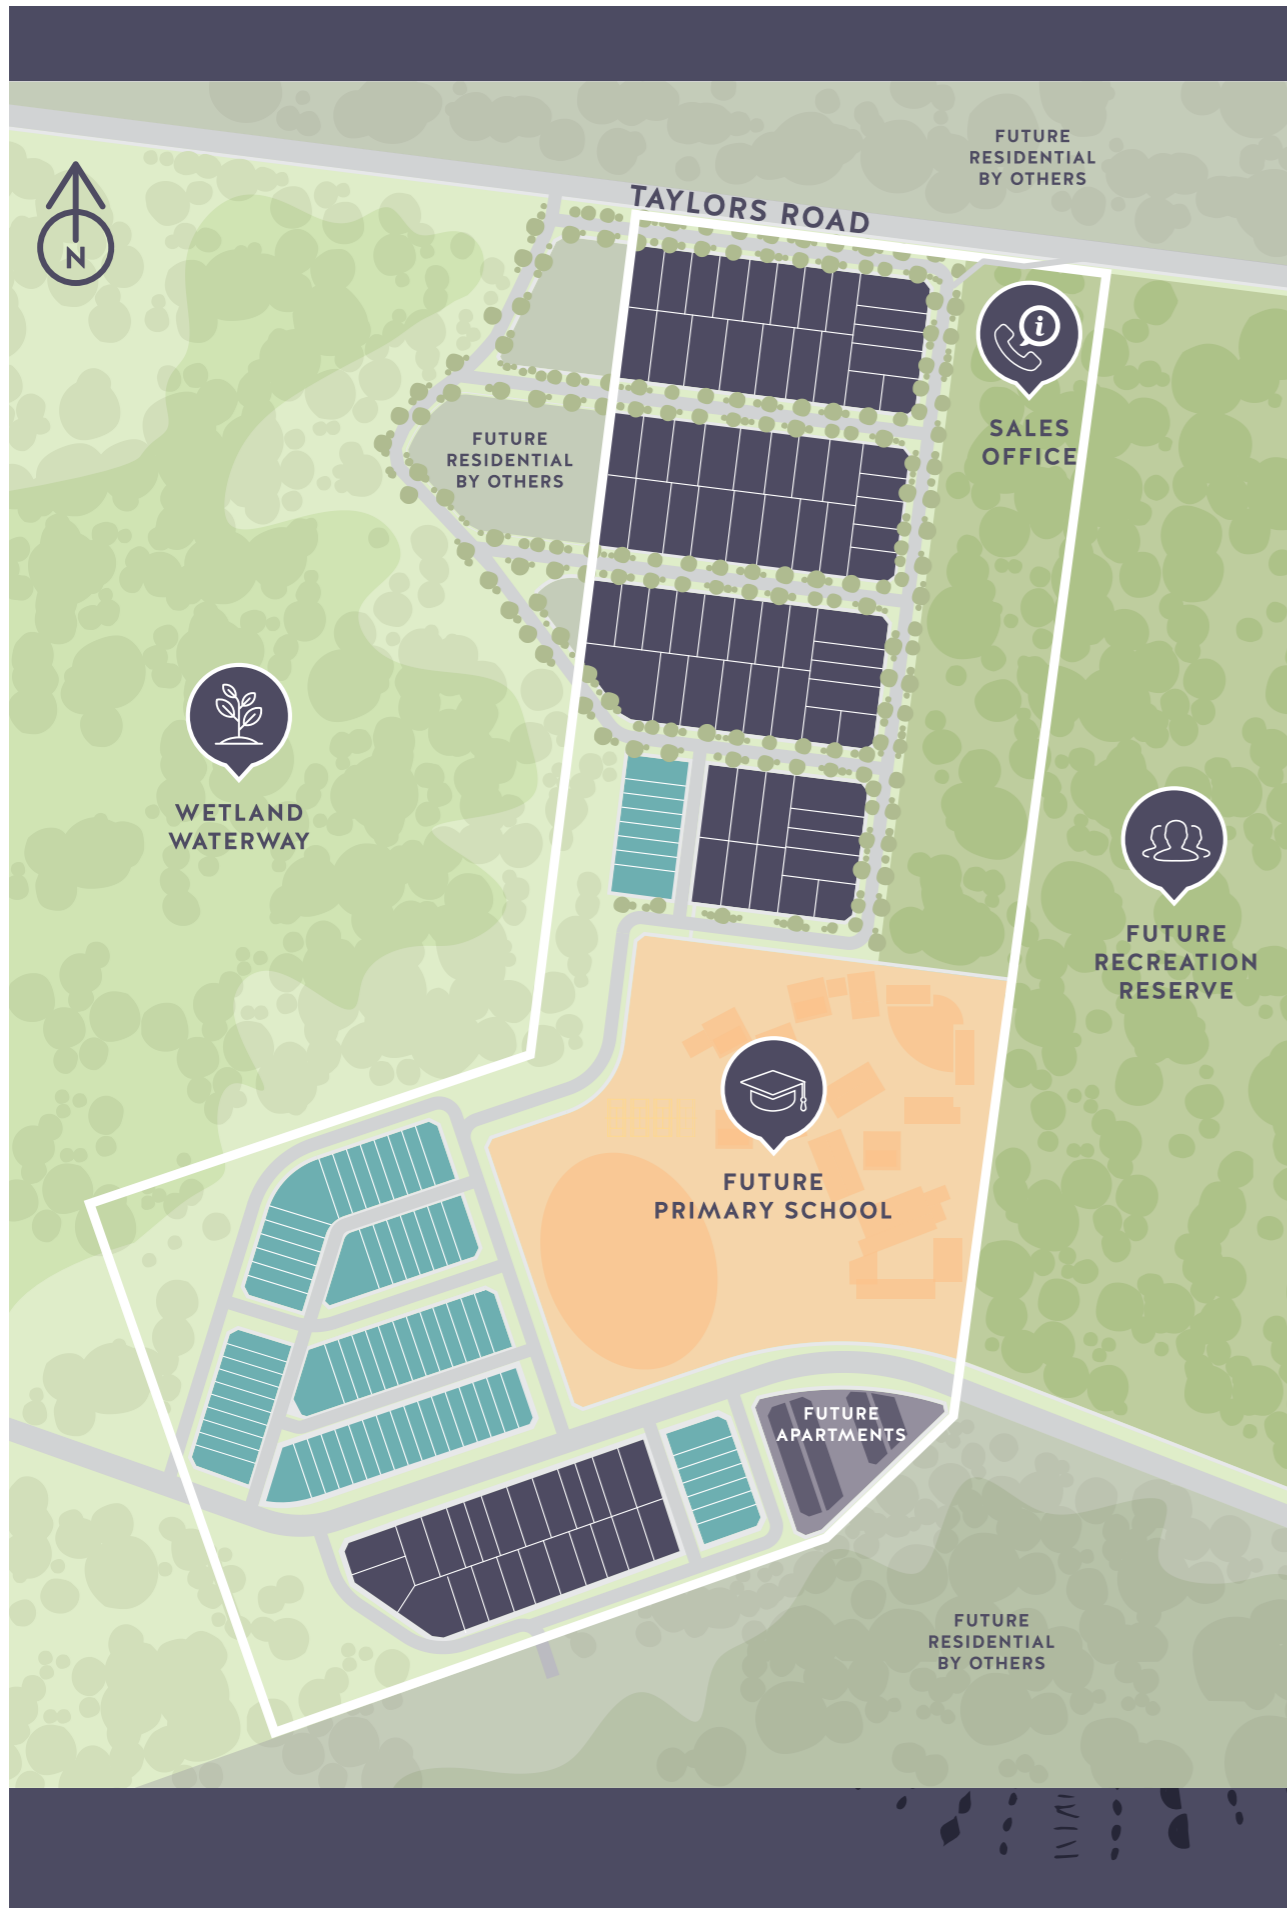 FUTURE
RESIDENTIAL
BY OTHERS
TAYLORS ROAD
N
i
SALES
OFFICE
FUTURE
RESIDENTIAL
BY OTHERS
WETLAND
WATERWAY
FUTURE
RECREATION
RESERVE
FUTURE
PRIMARY SCHOOL
FUTURE
APARTMENTS
FUTURE
RESIDENTIAL
BY OTHERS